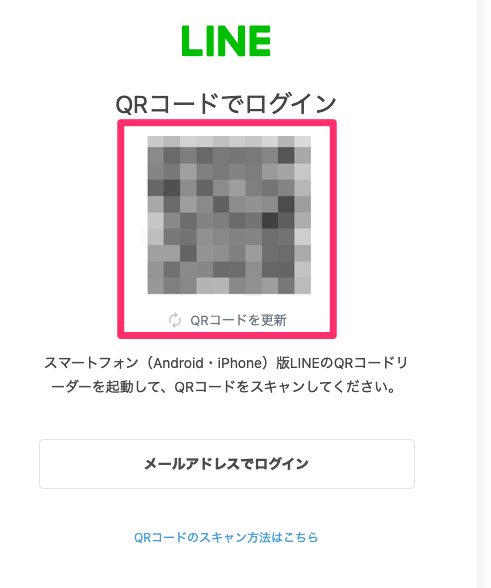 LINE
QRコードでログイン
QRコードを更新
スマートフォン（Android・iPhone）版LINEのQRコードリ
ーダーを起動して、QRコードをスキャンしてください。
メールアドレスでログイン
QRコードのスキャン方法はこちら